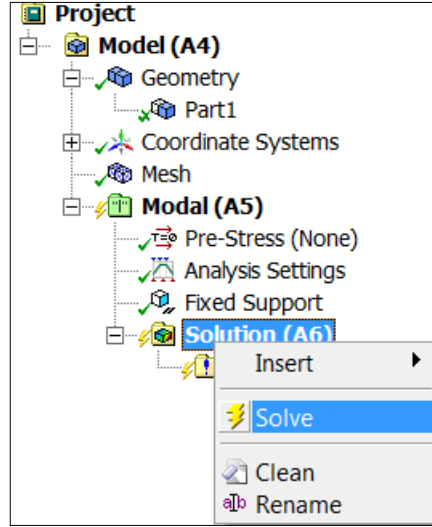 Project
Model (A4)
Geometry
Part1
Coordinate Systems
Mesh
Modal (A5)
Pre-Stress (None)
Analysis Settings
Fixed Support
Solution (A6)
Insert
Solve
Clean
Rename